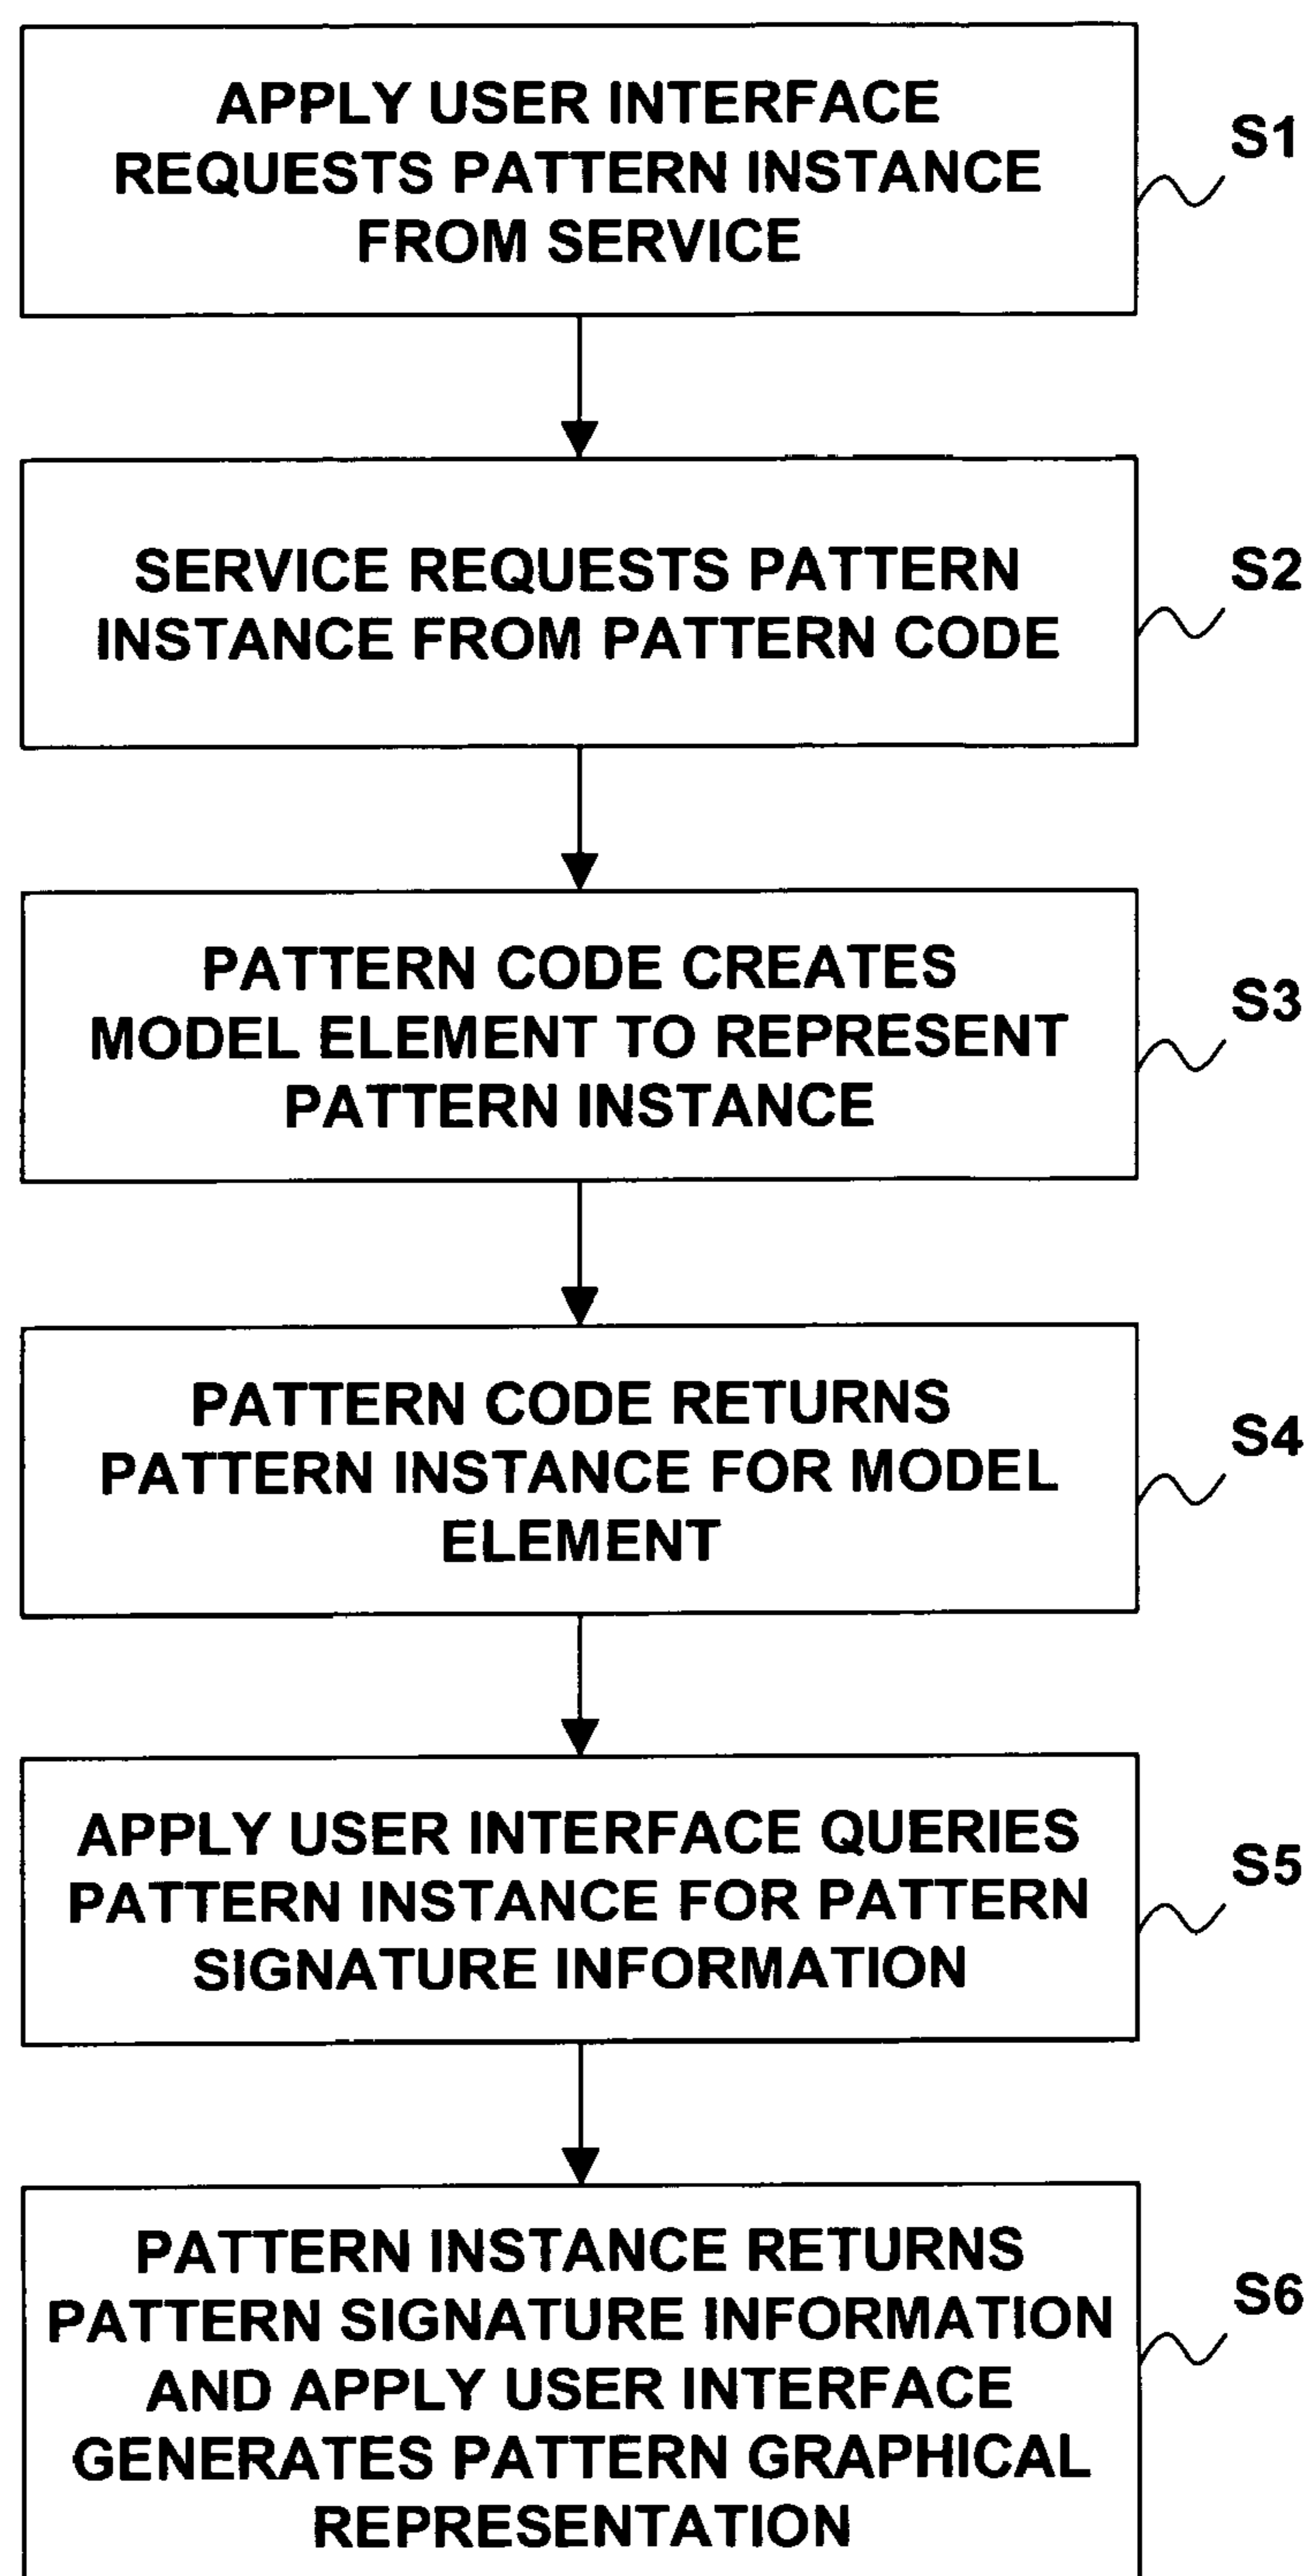 APPLY USER INTERFACE
REQUESTS PATTERN INSTANCE
FROM SERVICE
S1
SERVICE REQUESTS PATTERN
INSTANCE FROM PATTERN CODE
S2
PATTERN CODE CREATES
MODEL ELEMENT TO REPRESENT
PATTERN INSTANCE
S3
PATTERN CODE RETURNS
PATTERN INSTANCE FOR MODEL
ELEMENT
S4
APPLY USER INTERFACE QUERIES
PATTERN INSTANCE FOR PATTERN
SIGNATURE INFORMATION
S5
PATTERN INSTANCE RETURNS
PATTERN SIGNATURE INFORMATION
AND APPLY USER INTERFACE
GENERATES PATTERN GRAPHICAL
REPRESENTATION
S6